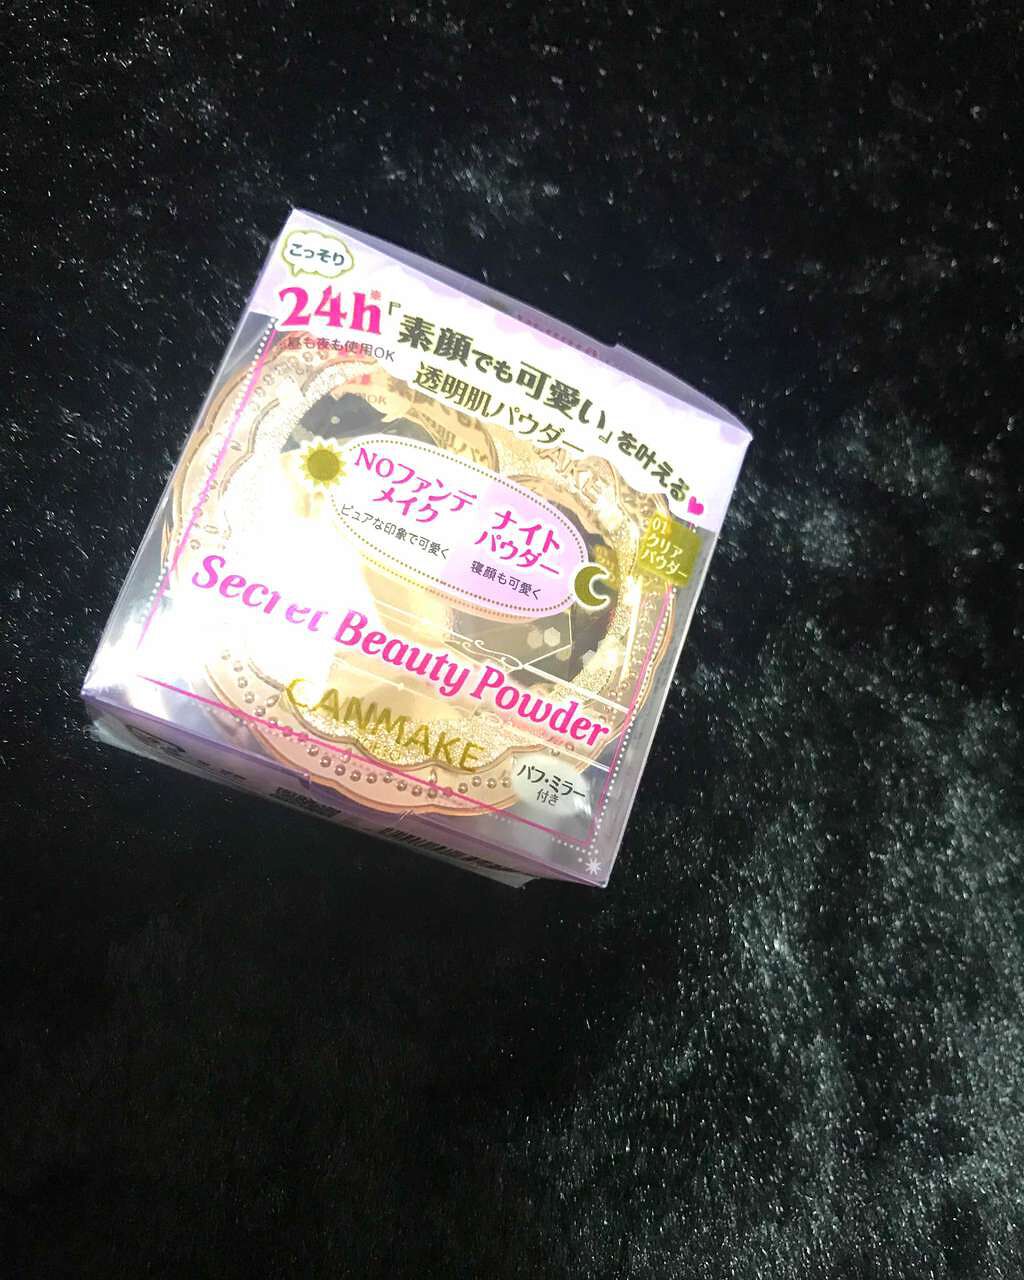 こっそり
24h※
昼も夜も使用OK
『素顔でも可愛い』を叶える
透明肌パウダー
NOファンデ
メイク
ピュアな印象で可愛く
ナイト
パウダー
寝顔も可愛く
01
クリア
パウダー
Secret Beauty Powder
CANMAKE
パフ・ミラー
付き